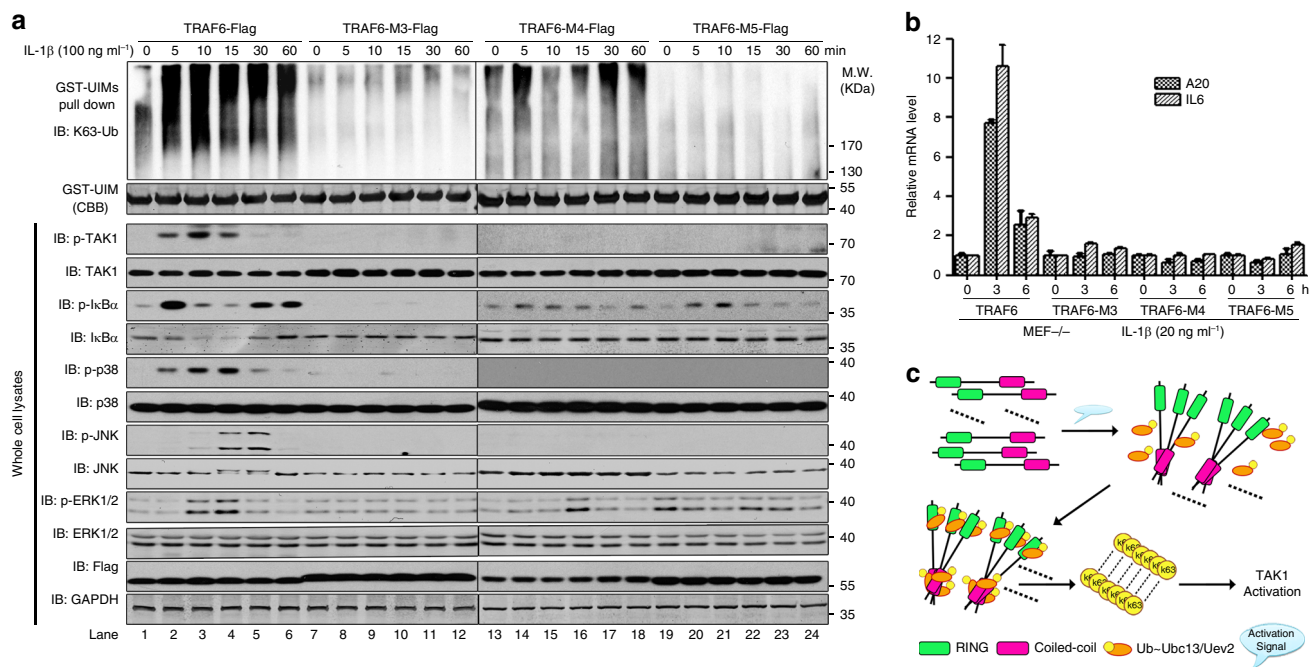 a
TRAF6-Flag TRAF6-M3-Flag TRAF6-M4-Flag TRAF6-M5-Flag
IL-1β (100 ng ml⁻¹) 0 5 10 15 30 60 0 5 10 15 30 60 0 5 10 15 30 60 0 5 10 15 30 60 min
M.W.
(KDa)
GST-UIMs
pull down
IB: K63-Ub
170
130
GST-UIM
(CBB)
55
40
Whole cell lysates
IB: p-TAK1
70
IB: TAK1
70
IB: p-IκBα
35
IB: IκBα
35
IB: p-p38
40
IB: p38
40
IB: p-JNK
40
IB: JNK
40
IB: p-ERK1/2
40
IB: ERK1/2
40
IB: Flag
55
IB: GAPDH
35
Lane 1 2 3 4 5 6 7 8 9 10 11 12 13 14 15 16 17 18 19 20 21 22 23 24
b
Relative mRNA level
12
10
8
6
4
2
0
A20
IL6
0 3 6 0 3 6 0 3 6 0 3 6 h
TRAF6 TRAF6-M3 TRAF6-M4 TRAF6-M5
MEF–/– IL-1β (20 ng ml⁻¹)
c
k63
k63
TAK1
Activation
RING Coiled-coil Ub~Ubc13/Uev2
Activation
Signal